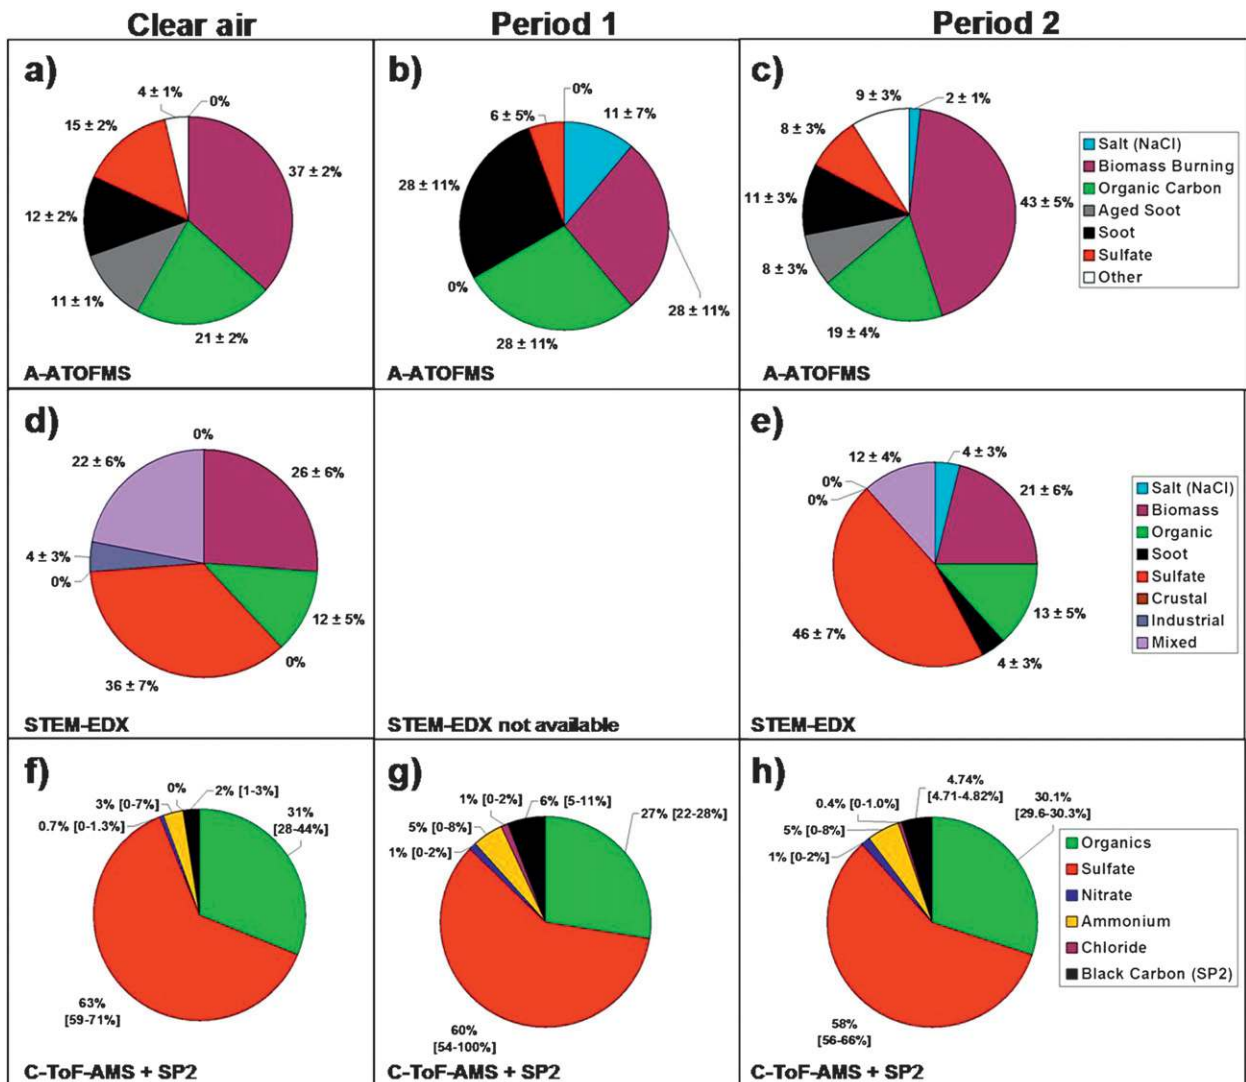 Clear air
Period 1
Period 2
a)
4 ± 1%
0%
15 ± 2%
37 ± 2%
12 ± 2%
11 ± 1%
21 ± 2%
A-ATOFMS
b)
0%
6 ± 5%
11 ± 7%
28 ± 11%
0%
28 ± 11%
28 ± 11%
A-ATOFMS
c)
9 ± 3%
2 ± 1%
8 ± 3%
11 ± 3%
43 ± 5%
8 ± 3%
19 ± 4%
A-ATOFMS
Salt (NaCl)
Biomass Burning
Organic Carbon
Aged Soot
Soot
Sulfate
Other
d)
0%
22 ± 6%
26 ± 6%
4 ± 3%
0%
12 ± 5%
0%
36 ± 7%
STEM-EDX
STEM-EDX not available
e)
12 ± 4%
4 ± 3%
0%
0%
21 ± 6%
13 ± 5%
46 ± 7%
4 ± 3%
STEM-EDX
Salt (NaCl)
Biomass
Organic
Soot
Sulfate
Crustal
Industrial
Mixed
f)
0%
2% [1-3%]
3% [0-7%]
0.7% [0-1.3%]
31%
[28-44%]
63%
[59-71%]
C-ToF-AMS + SP2
g)
1% [0-2%]
6% [5-11%]
5% [0-8%]
1% [0-2%]
27% [22-28%]
60%
[54-100%]
C-ToF-AMS + SP2
h)
4.74%
[4.71-4.82%]
0.4% [0-1.0%]
30.1%
[29.6-30.3%]
5% [0-8%]
1% [0-2%]
58%
[56-66%]
C-ToF-AMS + SP2
Organics
Sulfate
Nitrate
Ammonium
Chloride
Black Carbon (SP2)